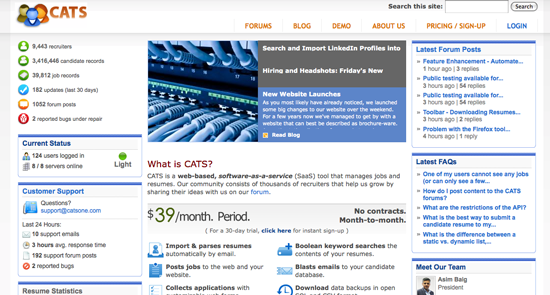 CATS
Search this site:
Search
FORUMS BLOG DEMO ABOUT US PRICING / SIGN-UP LOGIN
9,443 recruiters
3,416,446 candidate records
39,812 job records
182 updates (last 30 days)
1052 forum posts
2 reported bugs under repair
Current Status
124 users logged in
8 / 8 servers online
Light
Customer Support
Questions?
support@catsone.com
Last 24 Hours:
10 support emails
3 hours avg. response time
192 support forum posts
2 reported bugs
Resume Statistics
Search and Import LinkedIn Profiles into
Hiring and Headshots: Friday's New
New Website Launches
As you most likely have already noticed, we launched
some big changes to our website over the weekend.
For a few years now we've managed to get by with a
website that can best be described as brochure-ware.
Read Blog
What is CATS?
CATS is a web-based, software-as-a-service (SaaS) tool that manages jobs and
resumes. Our community consists of thousands of recruiters that help us grow by
sharing their ideas with us on our forum.
$39/month. Period.
No contracts.
Month-to-month.
( For a 30-day trial, click here for instant sign-up )
Import & parses resumes
automatically by email.
Boolean keyword searches
the contents of your resumes.
Posts jobs to the web and your
website.
Blasts emails to your candidate
database.
Collects applications with
Download data backups in open
Latest Forum Posts
» Feature Enhancement - Automate...
1 hour ago | 3 replies
» Public testing available for...
3 hours ago | 54 replies
» Public testing available for...
3 hours ago | 54 replies
» Toolbar - Downloading Resumes...
3 hours ago | 2 replies
» Problem with the Firefox tool...
3 hours ago | 1 reply
Latest FAQs
» One of my users cannot see any jobs
(or can only see a few...
» How do I post content to the CATS
forums?
» What are the restrictions of the API?
» What is the best way to submit a
candidate resume to my...
» What is the difference between a
static vs. dynamic list,...
Meet Our Team
Asim Baig
President